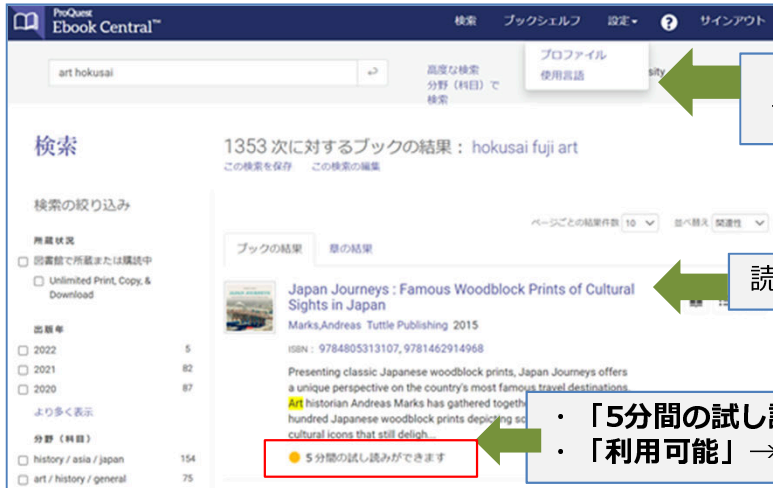 ProQuest
Ebook Central™
検索 ブックシェルフ 設定 ? サインアウト
art hokusai
高度な検索
分野（科目）で
検索
プロファイル
使用言語
sity
検索
1353 次に対するブックの結果： hokusai fuji art
この検索を保存 この検索の編集
検索の絞り込み
ページごとの結果件数 10 並べ替え 関連性
所蔵状況
図書館で所蔵または購読中
Unlimited Print, Copy, &
Download
ブックの結果 章の結果
Japan Journeys : Famous Woodblock Prints of Cultural
Sights in Japan
Marks,Andreas Tuttle Publishing 2015
ISBN : 9784805313107, 9781462914968
Presenting classic Japanese woodblock prints, Japan Journeys offers
a unique perspective on the country's most famous travel destinations.
Art historian Andreas Marks has gathered togeth
hundred Japanese woodblock prints depicting sc
cultural icons that still deligh...
5 分間の試し読みができます
読
出版年
2022 5
2021 82
2020 87
より多く表示
分野（科目）
history / asia / japan 154
art / history / general 75
・「5分間の試し
・「利用可能」→